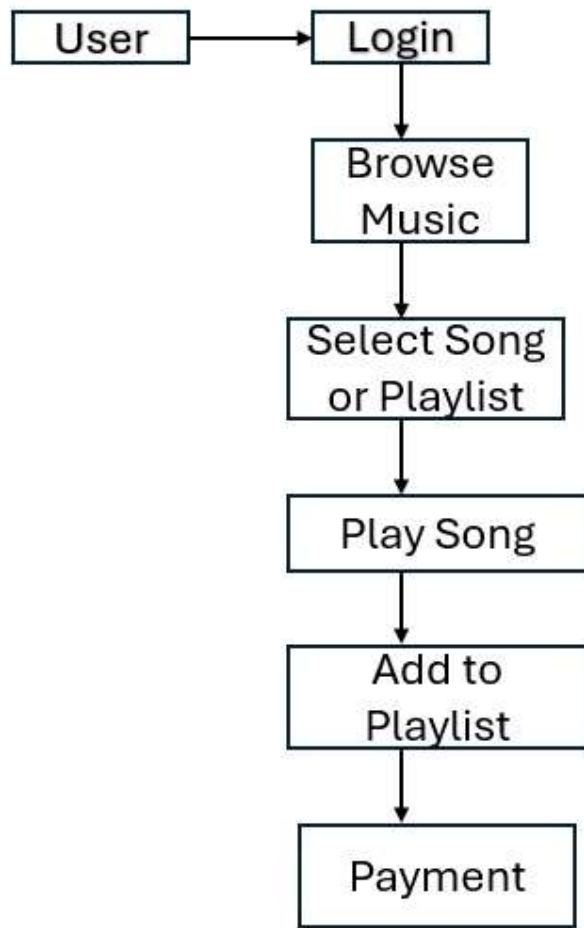 User
Login
Browse
Music
Select Song
or Playlist
Play Song
Add to
Playlist
Payment